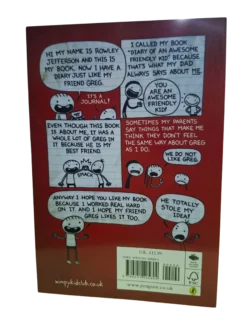 HI MY NAME IS ROWLEY
JEFFERSON AND THIS IS MY
BOOK. NOW I HAVE A
DIARY JUST LIKE MY
FRIEND GREG.
IT'S A
JOURNAL!
I CALLED MY BOOK
"DIARY OF AN AWESOME
FRIENDLY KID" BECAUSE
THAT'S WHAT MY DAD
ALWAYS SAYS ABOUT ME.
YOU
ARE AN
AWESOME
FRIENDLY
KID!
EVEN THOUGH THIS BOOK
IS ABOUT ME, IT HAS A
WHOLE LOT OF GREG IN
IT BECAUSE HE IS MY
BEST FRIEND.
SMACK
SOMETIMES MY PARENTS
SAY THINGS THAT MAKE ME
THINK THEY DON'T FEEL
THE SAME WAY ABOUT GREG
AS I DO.
WE DO
NOT LIKE
GREG.
ANYWAY I HOPE YOU LIKE MY
BOOK BECAUSE I WORKED REAL HARD
ON IT. AND I HOPE MY FRIEND
GREG LIKES IT TOO.
HE TOTALLY
STOLE MY
IDEA!
U.K. £12.99
wimpykidclub.co.uk
www.penguin.co.uk